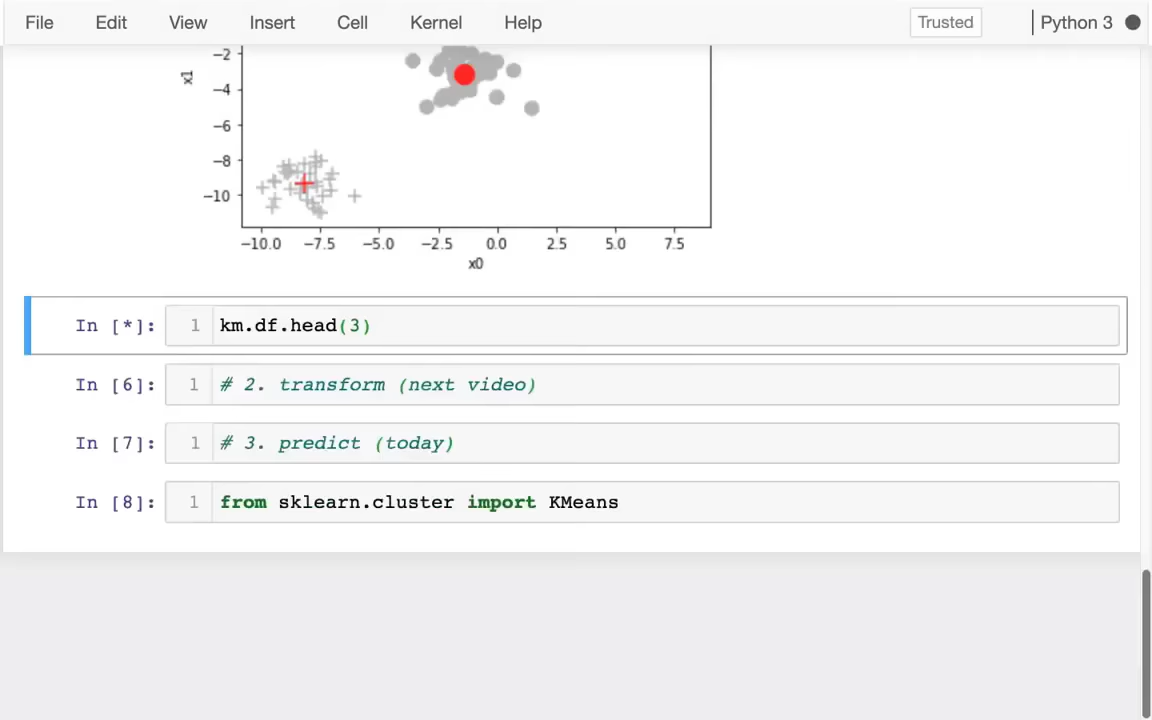 File Edit View Insert Cell Kernel Help Trusted Python 3
−2
x1
−4
−6
−8
−10
−10.0 −7.5 −5.0 −2.5 0.0 2.5 5.0 7.5
x0
In [*]: 1 km.df.head(3)
In [6]: 1 # 2. transform (next video)
In [7]: 1 # 3. predict (today)
In [8]: 1 from sklearn.cluster import KMeans